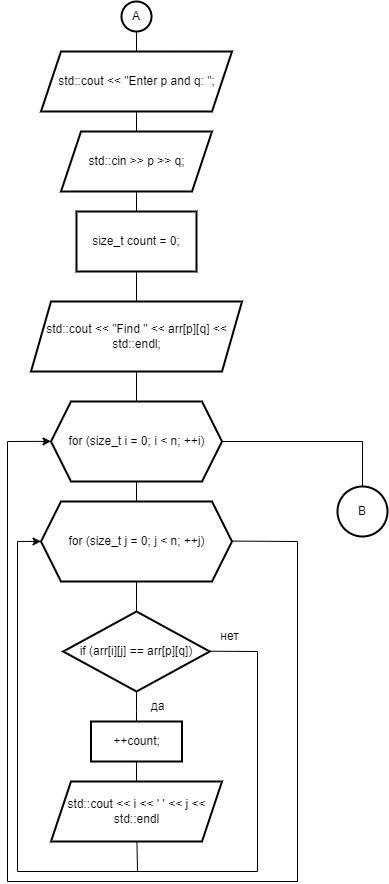 A
std::cout << "Enter p and q: ";
std::cin >> p >> q;
size_t count = 0;
std::cout << "Find " << arr[p][q] <<
std::endl;
for (size_t i = 0; i < n; ++i)
B
for (size_t j = 0; j < n; ++j)
if (arr[i][j] == arr[p][q])
нет
да
++count;
std::cout << i << ' ' << j <<
std::endl